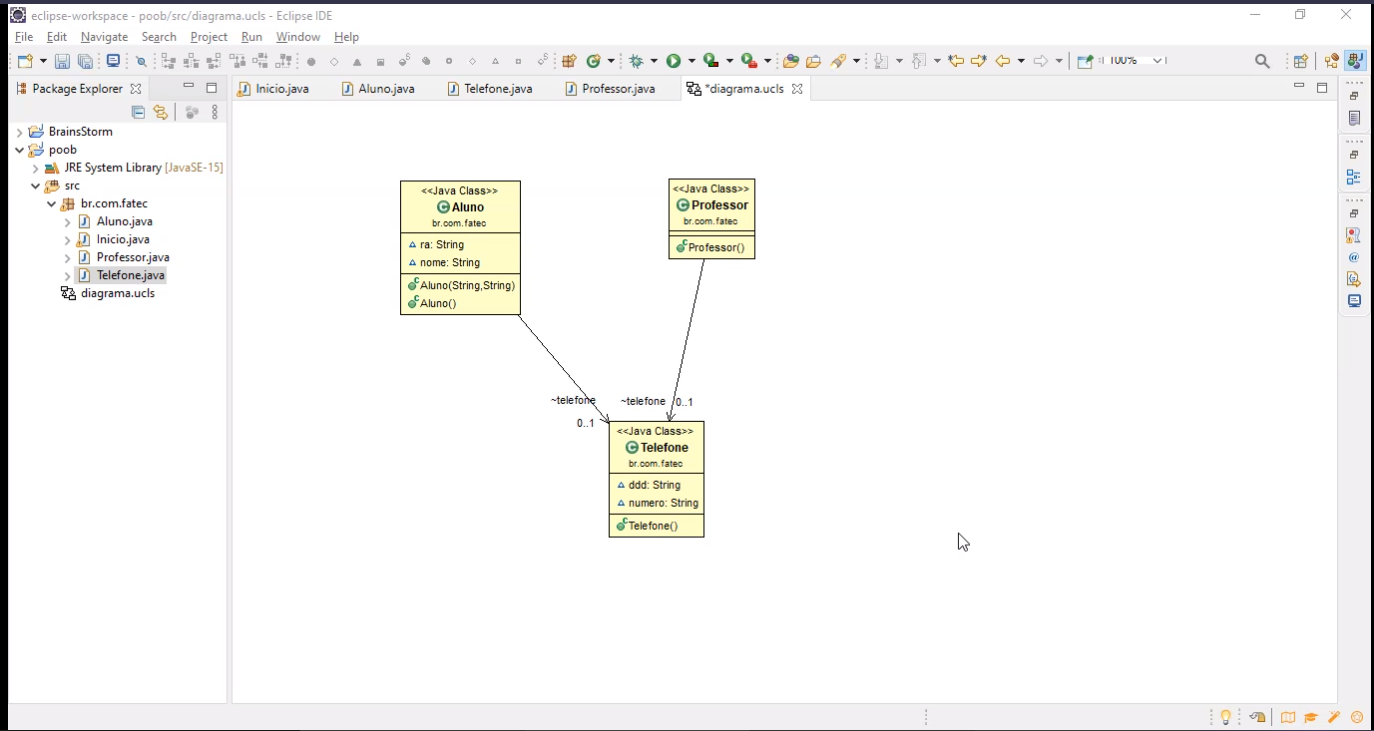 eclipse-workspace - poob/src/diagrama.ucls - Eclipse IDE
File Edit Navigate Search Project Run Window Help
100%
Package Explorer
Inicio.java Aluno.java Telefone.java Professor.java *diagrama.ucls
BrainsStorm
poob
JRE System Library [JavaSE-15]
src
br.com.fatec
Aluno.java
Inicio.java
Professor.java
Telefone.java
diagrama.ucls
<<Java Class>>
Aluno
br.com.fatec
ra: String
nome: String
Aluno(String,String)
Aluno()
<<Java Class>>
Professor
br.com.fatec
Professor()
~telefone
0..1
~telefone 0..1
<<Java Class>>
Telefone
br.com.fatec
ddd: String
numero: String
Telefone()